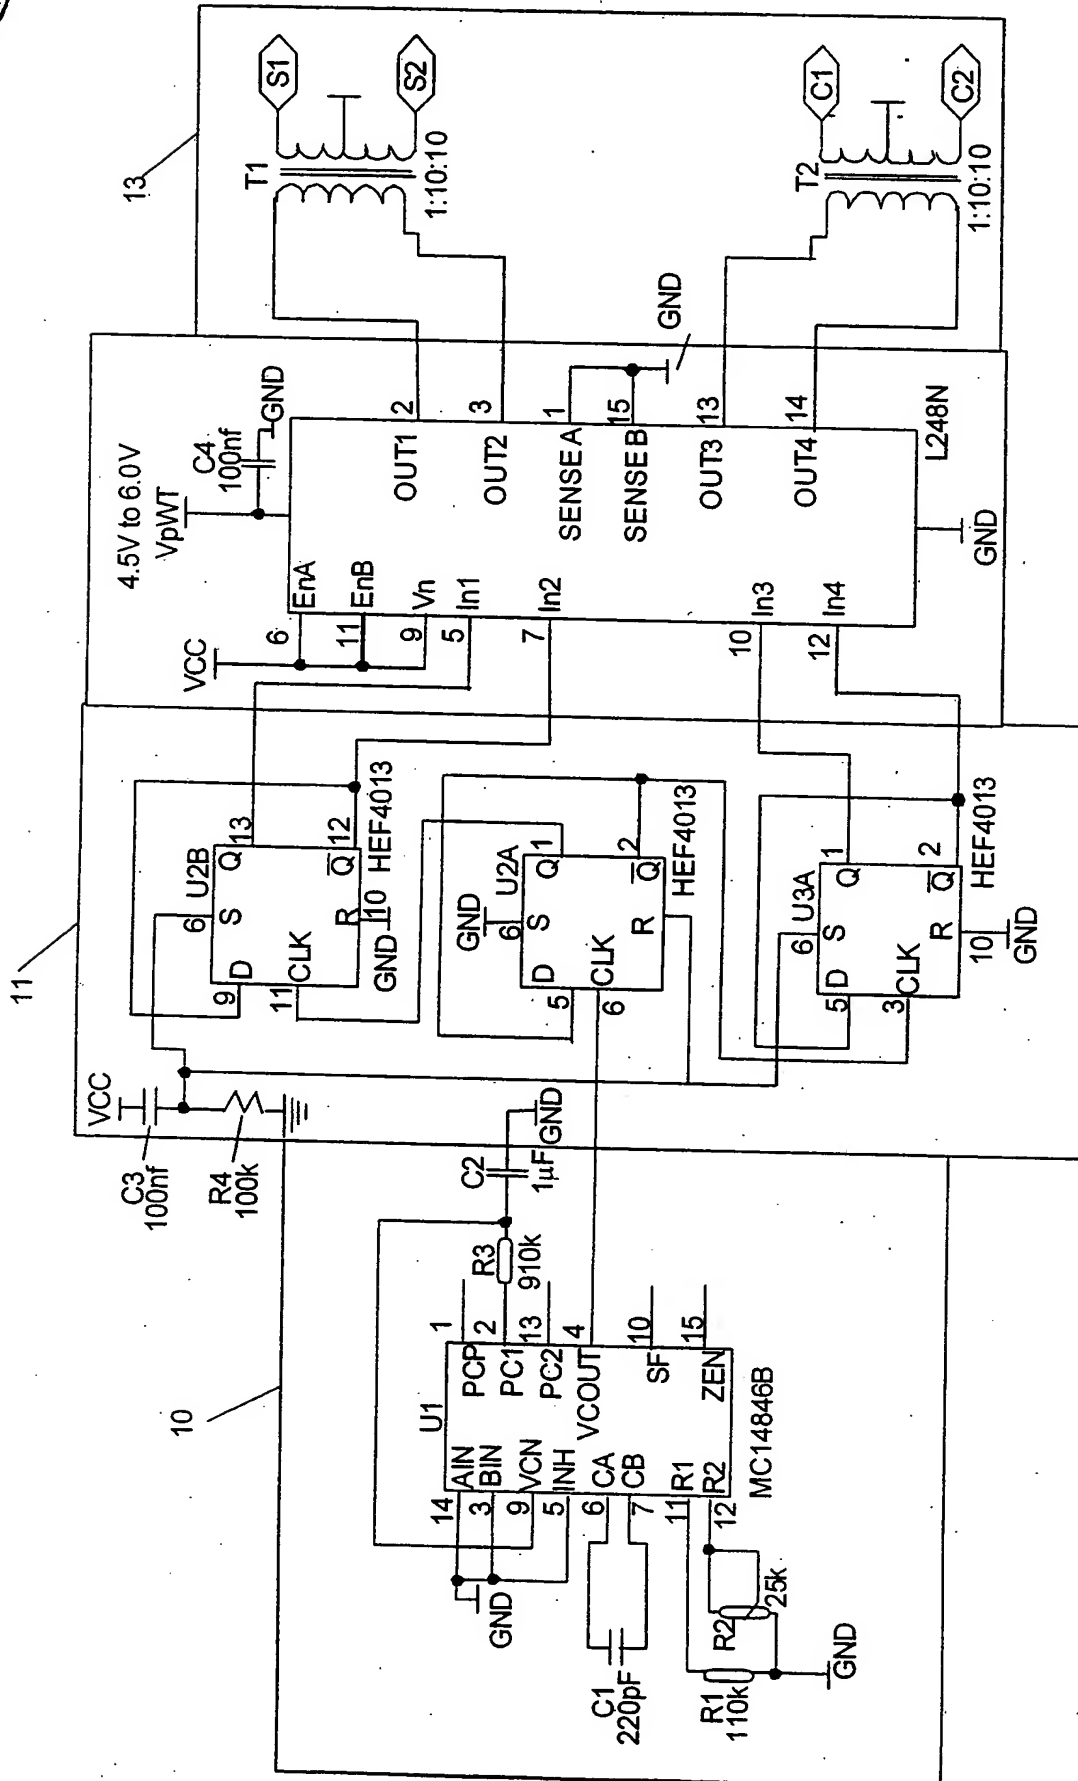 13
S1
S2
T1
1:10:10
C1
C2
T2
1:10:10
4.5V to 6.0V
VpWT
C4
100nf
GND
VCC
6
EnA
11
EnB
9
Vn
5
In1
7
In2
10
In3
12
In4
OUT1
2
OUT2
3
SENSE A
1
SENSE B
15
GND
OUT3
13
OUT4
14
L248N
GND
11
VCC
C3
100nf
R4
100k
U2B
6
S
9
D
11
CLK
Q
13
Q
12
R
10
GND
HEF4013
U2A
GND
6
S
5
D
6
CLK
Q
1
Q
2
R
HEF4013
U3A
6
S
5
D
3
CLK
Q
1
Q
2
R
10
GND
HEF4013
10
U1
14
AIN
3
BIN
9
VCN
5
INH
6
CA
7
CB
11
R1
12
R2
PCP
1
PC1
2
PC2
13
VCOUT
4
SF
10
ZEN
15
MC14846B
R3
910k
C2
1µF
GND
GND
C1
220pF
R1
110k
R2
25k
GND